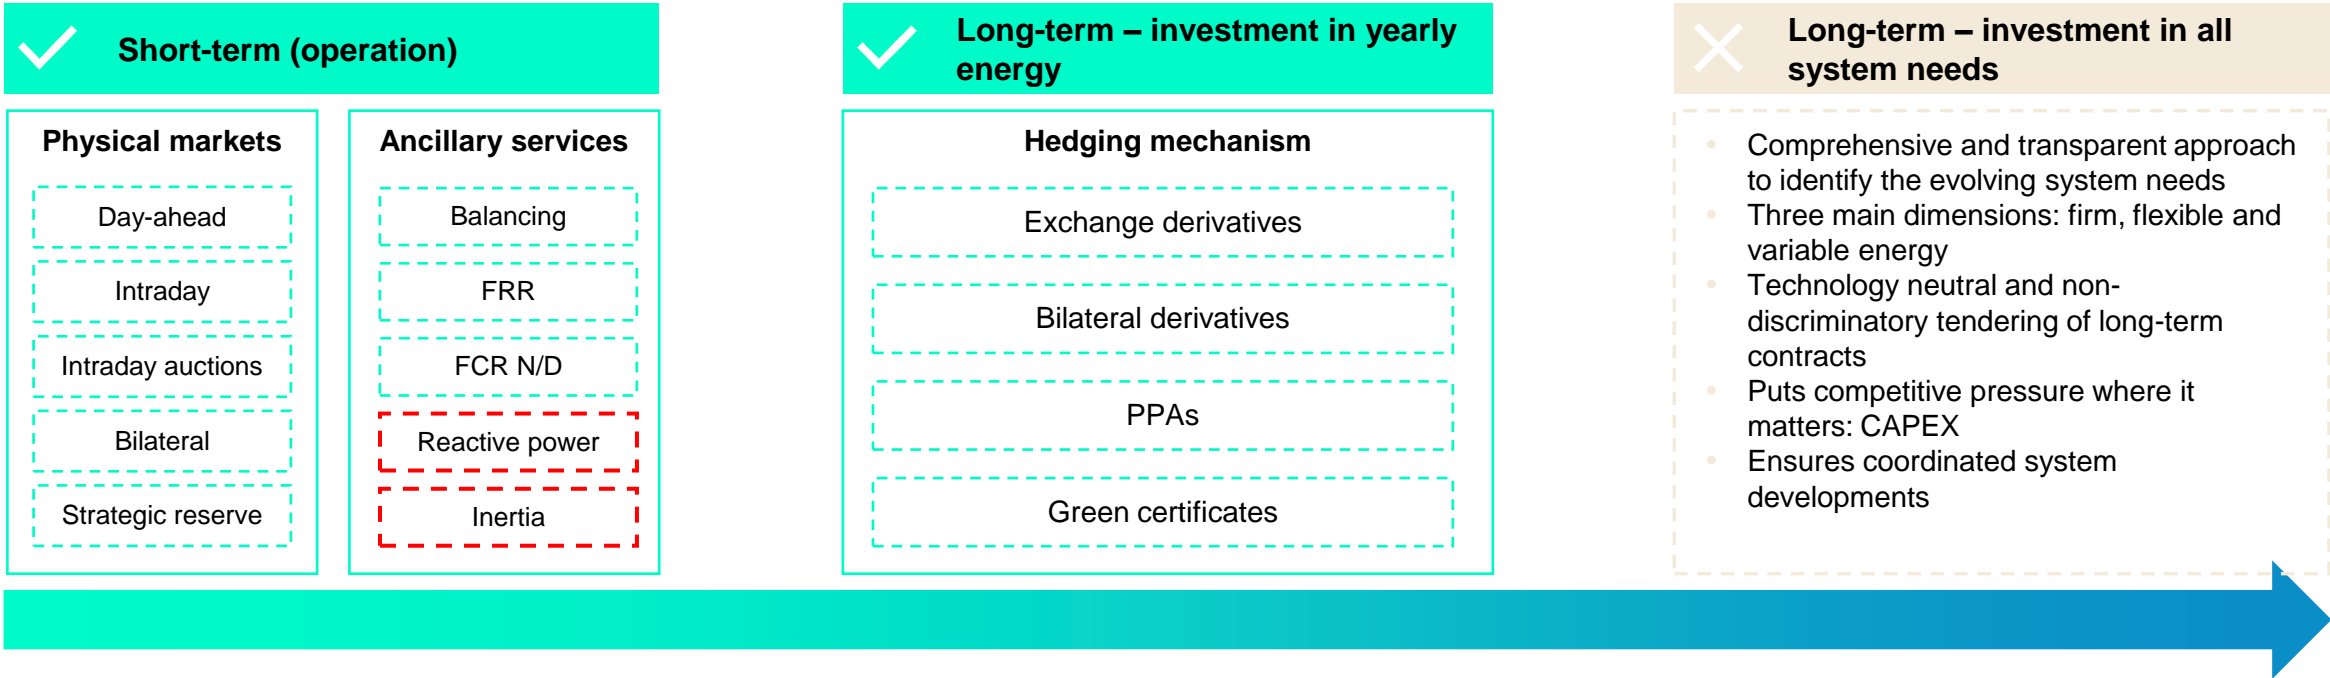 Short-term (operation)
Physical markets
Day-ahead
Intraday
Intraday auctions
Bilateral
Strategic reserve
Ancillary services
Balancing
FRR
FCR N/D
Reactive power
Inertia
Long-term – investment in yearly
energy
Hedging mechanism
Exchange derivatives
Bilateral derivatives
PPAs
Green certificates
Long-term – investment in all
system needs
• Comprehensive and transparent approach
to identify the evolving system needs
• Three main dimensions: firm, flexible and
variable energy
• Technology neutral and non-
discriminatory tendering of long-term
contracts
• Puts competitive pressure where it
matters: CAPEX
• Ensures coordinated system
developments